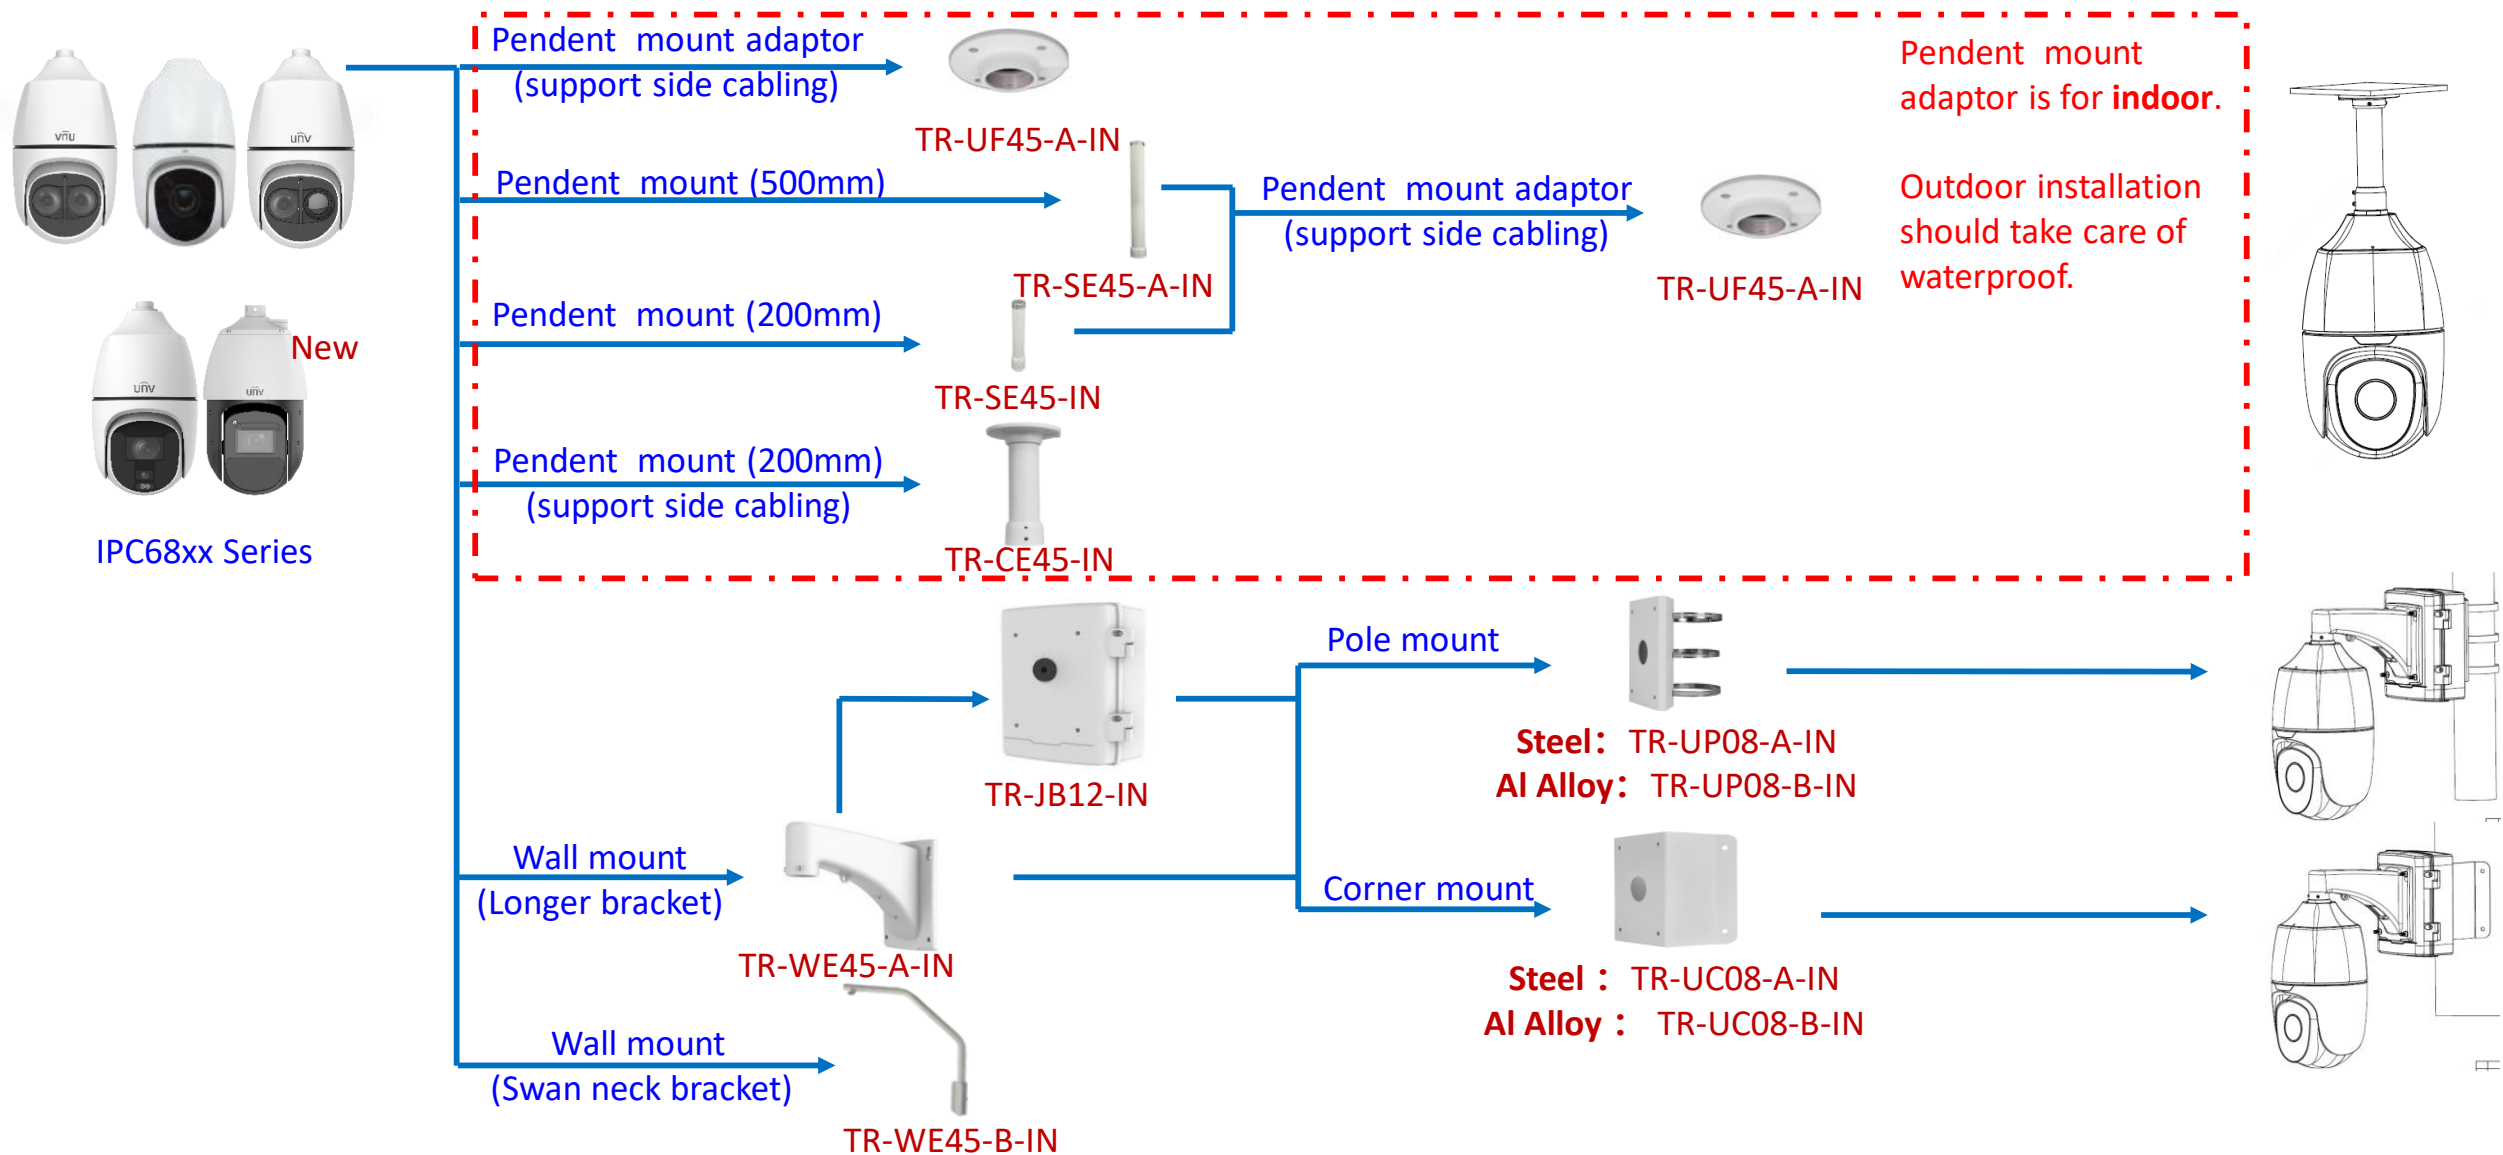 Pendent mount adaptor
(support side cabling)
TR-UF45-A-IN
Pendent mount
adaptor is for indoor.
Outdoor installation
should take care of
waterproof.
vnu
unv
Pendent mount (500mm)
TR-SE45-A-IN
Pendent mount adaptor
(support side cabling)
TR-UF45-A-IN
Pendent mount (200mm)
TR-SE45-IN
New
unv
unv
IPC68xx Series
Pendent mount (200mm)
(support side cabling)
TR-CE45-IN
TR-JB12-IN
Pole mount
Steel： TR-UP08-A-IN
Al Alloy： TR-UP08-B-IN
Wall mount
(Longer bracket)
TR-WE45-A-IN
Corner mount
Steel： TR-UC08-A-IN
Al Alloy： TR-UC08-B-IN
Wall mount
(Swan neck bracket)
TR-WE45-B-IN